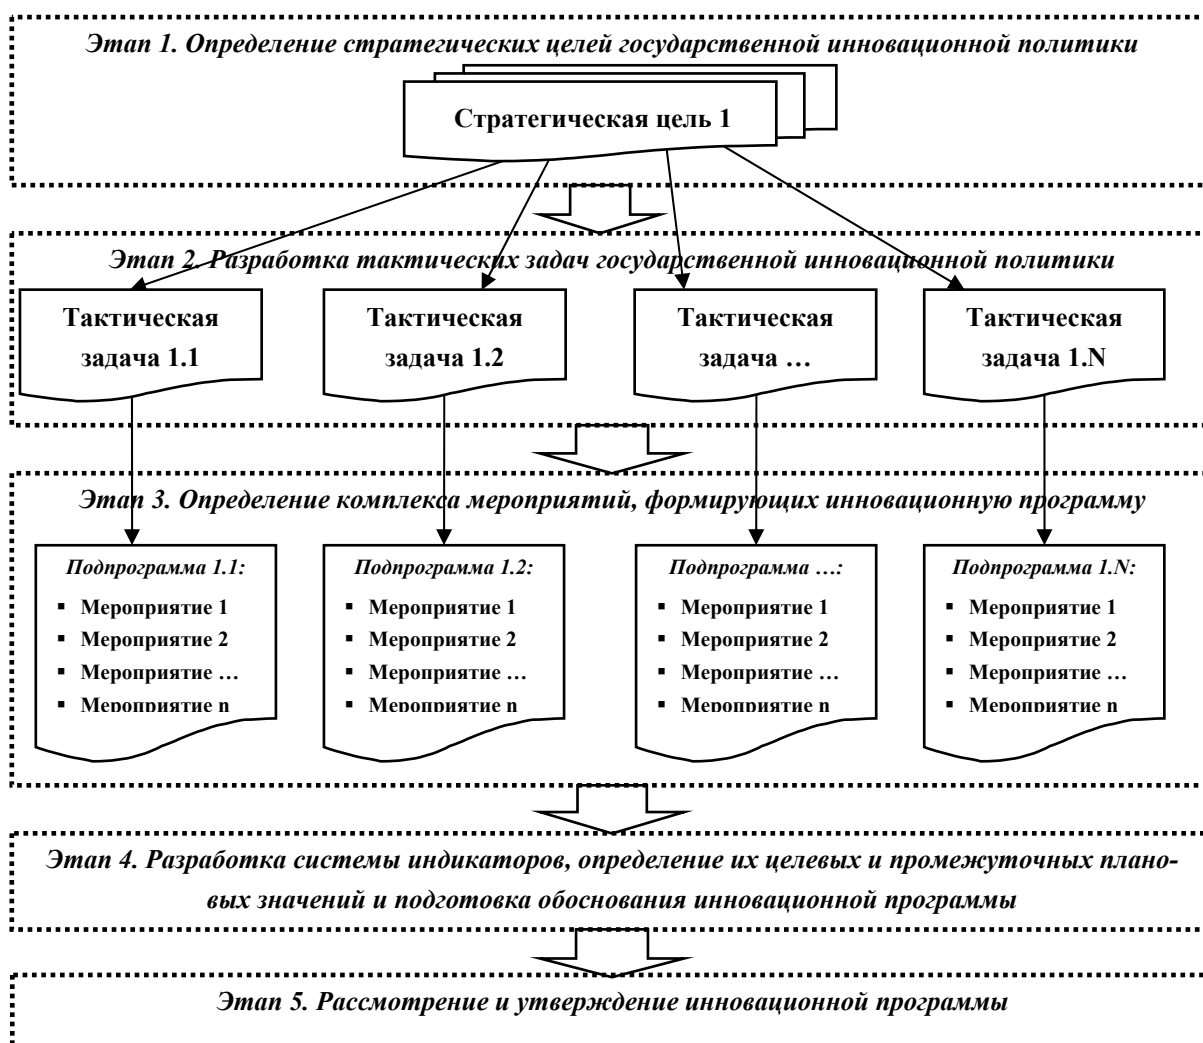 Этап 1. Определение стратегических целей государственной инновационной политики
Стратегическая цель 1
Этап 2. Разработка тактических задач государственной инновационной политики
Тактическая
задача 1.1
Тактическая
задача 1.2
Тактическая
задача …
Тактическая
задача 1.N
Этап 3. Определение комплекса мероприятий, формирующих инновационную программу
Подпрограмма 1.1:
▪ Мероприятие 1
▪ Мероприятие 2
▪ Мероприятие …
▪ Мероприятие n
Подпрограмма 1.2:
▪ Мероприятие 1
▪ Мероприятие 2
▪ Мероприятие …
▪ Мероприятие n
Подпрограмма …:
▪ Мероприятие 1
▪ Мероприятие 2
▪ Мероприятие …
▪ Мероприятие n
Подпрограмма 1.N:
▪ Мероприятие 1
▪ Мероприятие 2
▪ Мероприятие …
▪ Мероприятие n
Этап 4. Разработка системы индикаторов, определение их целевых и промежуточных плано-
вых значений и подготовка обоснования инновационной программы
Этап 5. Рассмотрение и утверждение инновационной программы